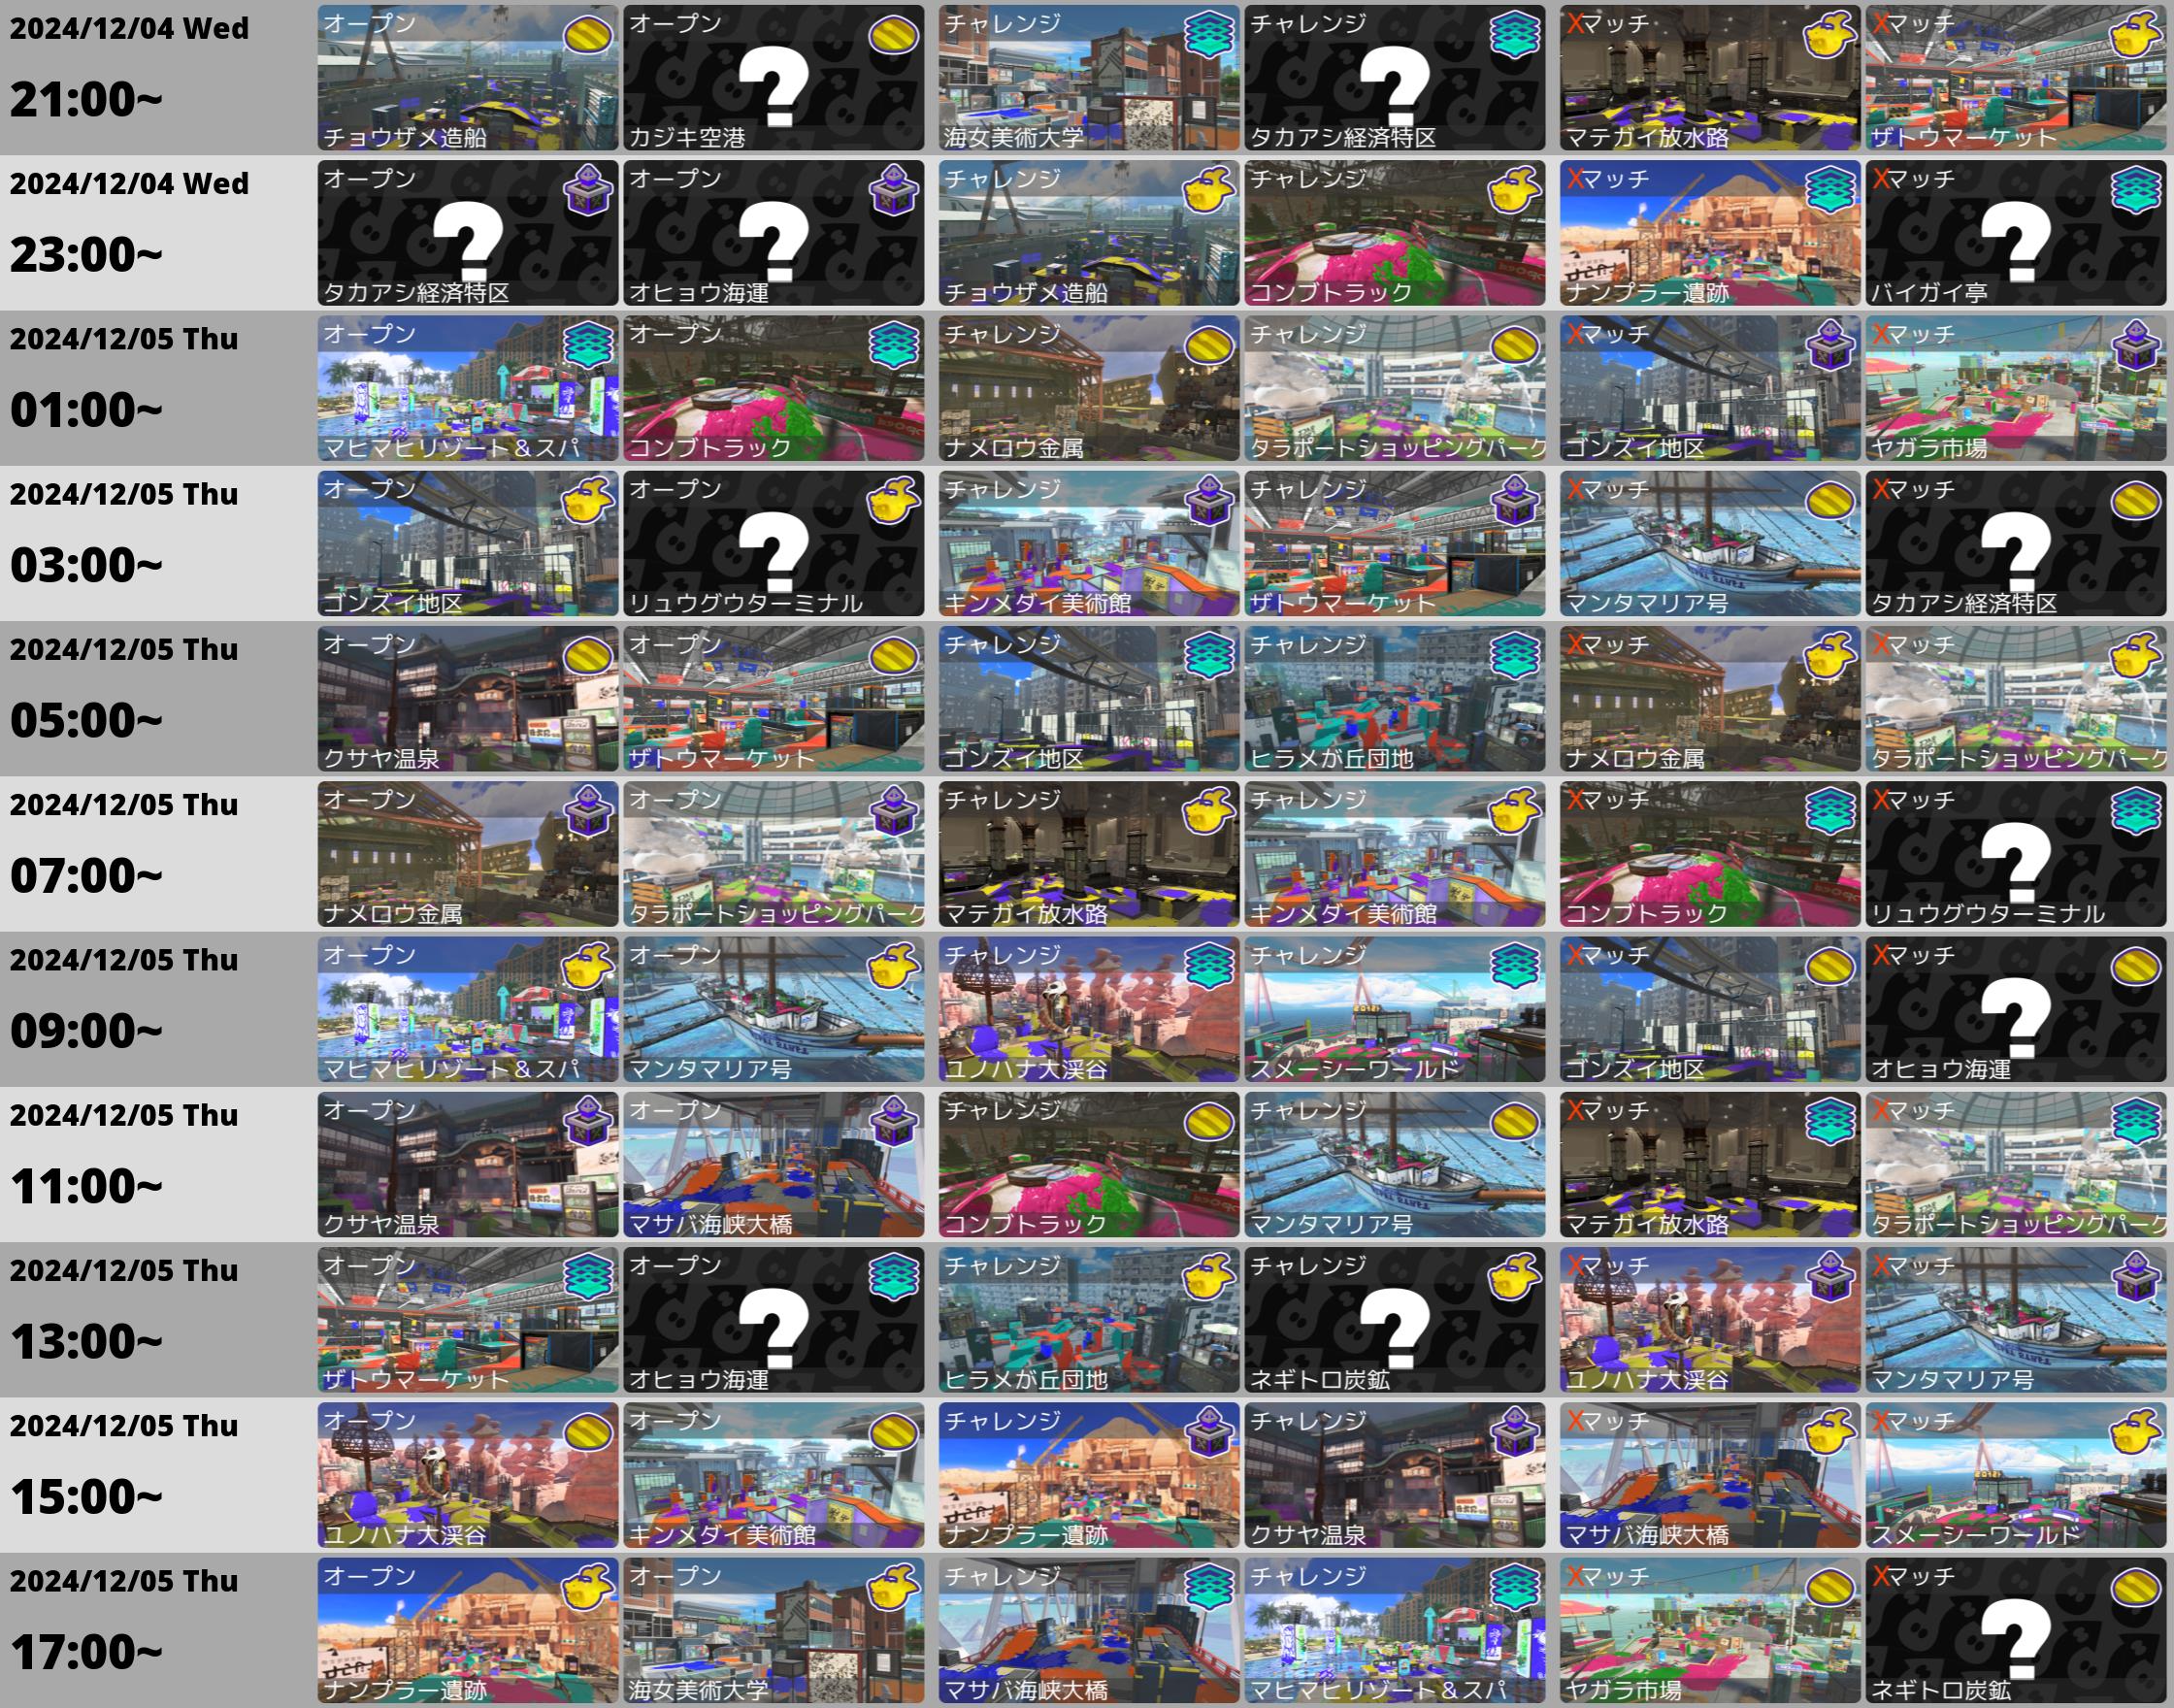 2024/12/04 Wed
21:00~
オープン
チョウザメ造船
オープン
?
カジキ空港
チャレンジ
海女美術大学
チャレンジ
?
タカアシ経済特区
Xマッチ
マテガイ放水路
Xマッチ
ザトウマーケット
2024/12/04 Wed
23:00~
オープン
?
タカアシ経済特区
オープン
?
オヒョウ海運
チャレンジ
チョウザメ造船
チャレンジ
コンブトラック
Xマッチ
ナンプラー遺跡
Xマッチ
?
バイガイ亭
2024/12/05 Thu
01:00~
オープン
マヒマヒリゾート＆スパ
オープン
コンブトラック
チャレンジ
ナメロウ金属
チャレンジ
タラポートショッピングパーク
Xマッチ
ゴンズイ地区
Xマッチ
ヤガラ市場
2024/12/05 Thu
03:00~
オープン
ゴンズイ地区
オープン
?
リュウグウターミナル
チャレンジ
キンメダイ美術館
チャレンジ
ザトウマーケット
Xマッチ
マンタマリア号
Xマッチ
?
タカアシ経済特区
2024/12/05 Thu
05:00~
オープン
クサヤ温泉
オープン
ザトウマーケット
チャレンジ
ゴンズイ地区
チャレンジ
ヒラメが丘団地
Xマッチ
ナメロウ金属
Xマッチ
タラポートショッピングパーク
2024/12/05 Thu
07:00~
オープン
ナメロウ金属
オープン
タラポートショッピングパーク
チャレンジ
マテガイ放水路
チャレンジ
キンメダイ美術館
Xマッチ
コンブトラック
Xマッチ
?
リュウグウターミナル
2024/12/05 Thu
09:00~
オープン
マヒマヒリゾート＆スパ
オープン
マンタマリア号
チャレンジ
ユノハナ大渓谷
チャレンジ
スメーシーワールド
Xマッチ
ゴンズイ地区
Xマッチ
?
オヒョウ海運
2024/12/05 Thu
11:00~
オープン
クサヤ温泉
オープン
マサバ海峡大橋
チャレンジ
コンブトラック
チャレンジ
マンタマリア号
Xマッチ
マテガイ放水路
Xマッチ
タラポートショッピングパーク
2024/12/05 Thu
13:00~
オープン
ザトウマーケット
オープン
?
オヒョウ海運
チャレンジ
ヒラメが丘団地
チャレンジ
?
ネギトロ炭鉱
Xマッチ
ユノハナ大渓谷
Xマッチ
マンタマリア号
2024/12/05 Thu
15:00~
オープン
ユノハナ大渓谷
オープン
キンメダイ美術館
チャレンジ
ナンプラー遺跡
チャレンジ
クサヤ温泉
Xマッチ
マサバ海峡大橋
Xマッチ
スメーシーワールド
2024/12/05 Thu
17:00~
オープン
ナンプラー遺跡
オープン
海女美術大学
チャレンジ
マサバ海峡大橋
チャレンジ
マヒマヒリゾート＆スパ
Xマッチ
ヤガラ市場
Xマッチ
?
ネギトロ炭鉱